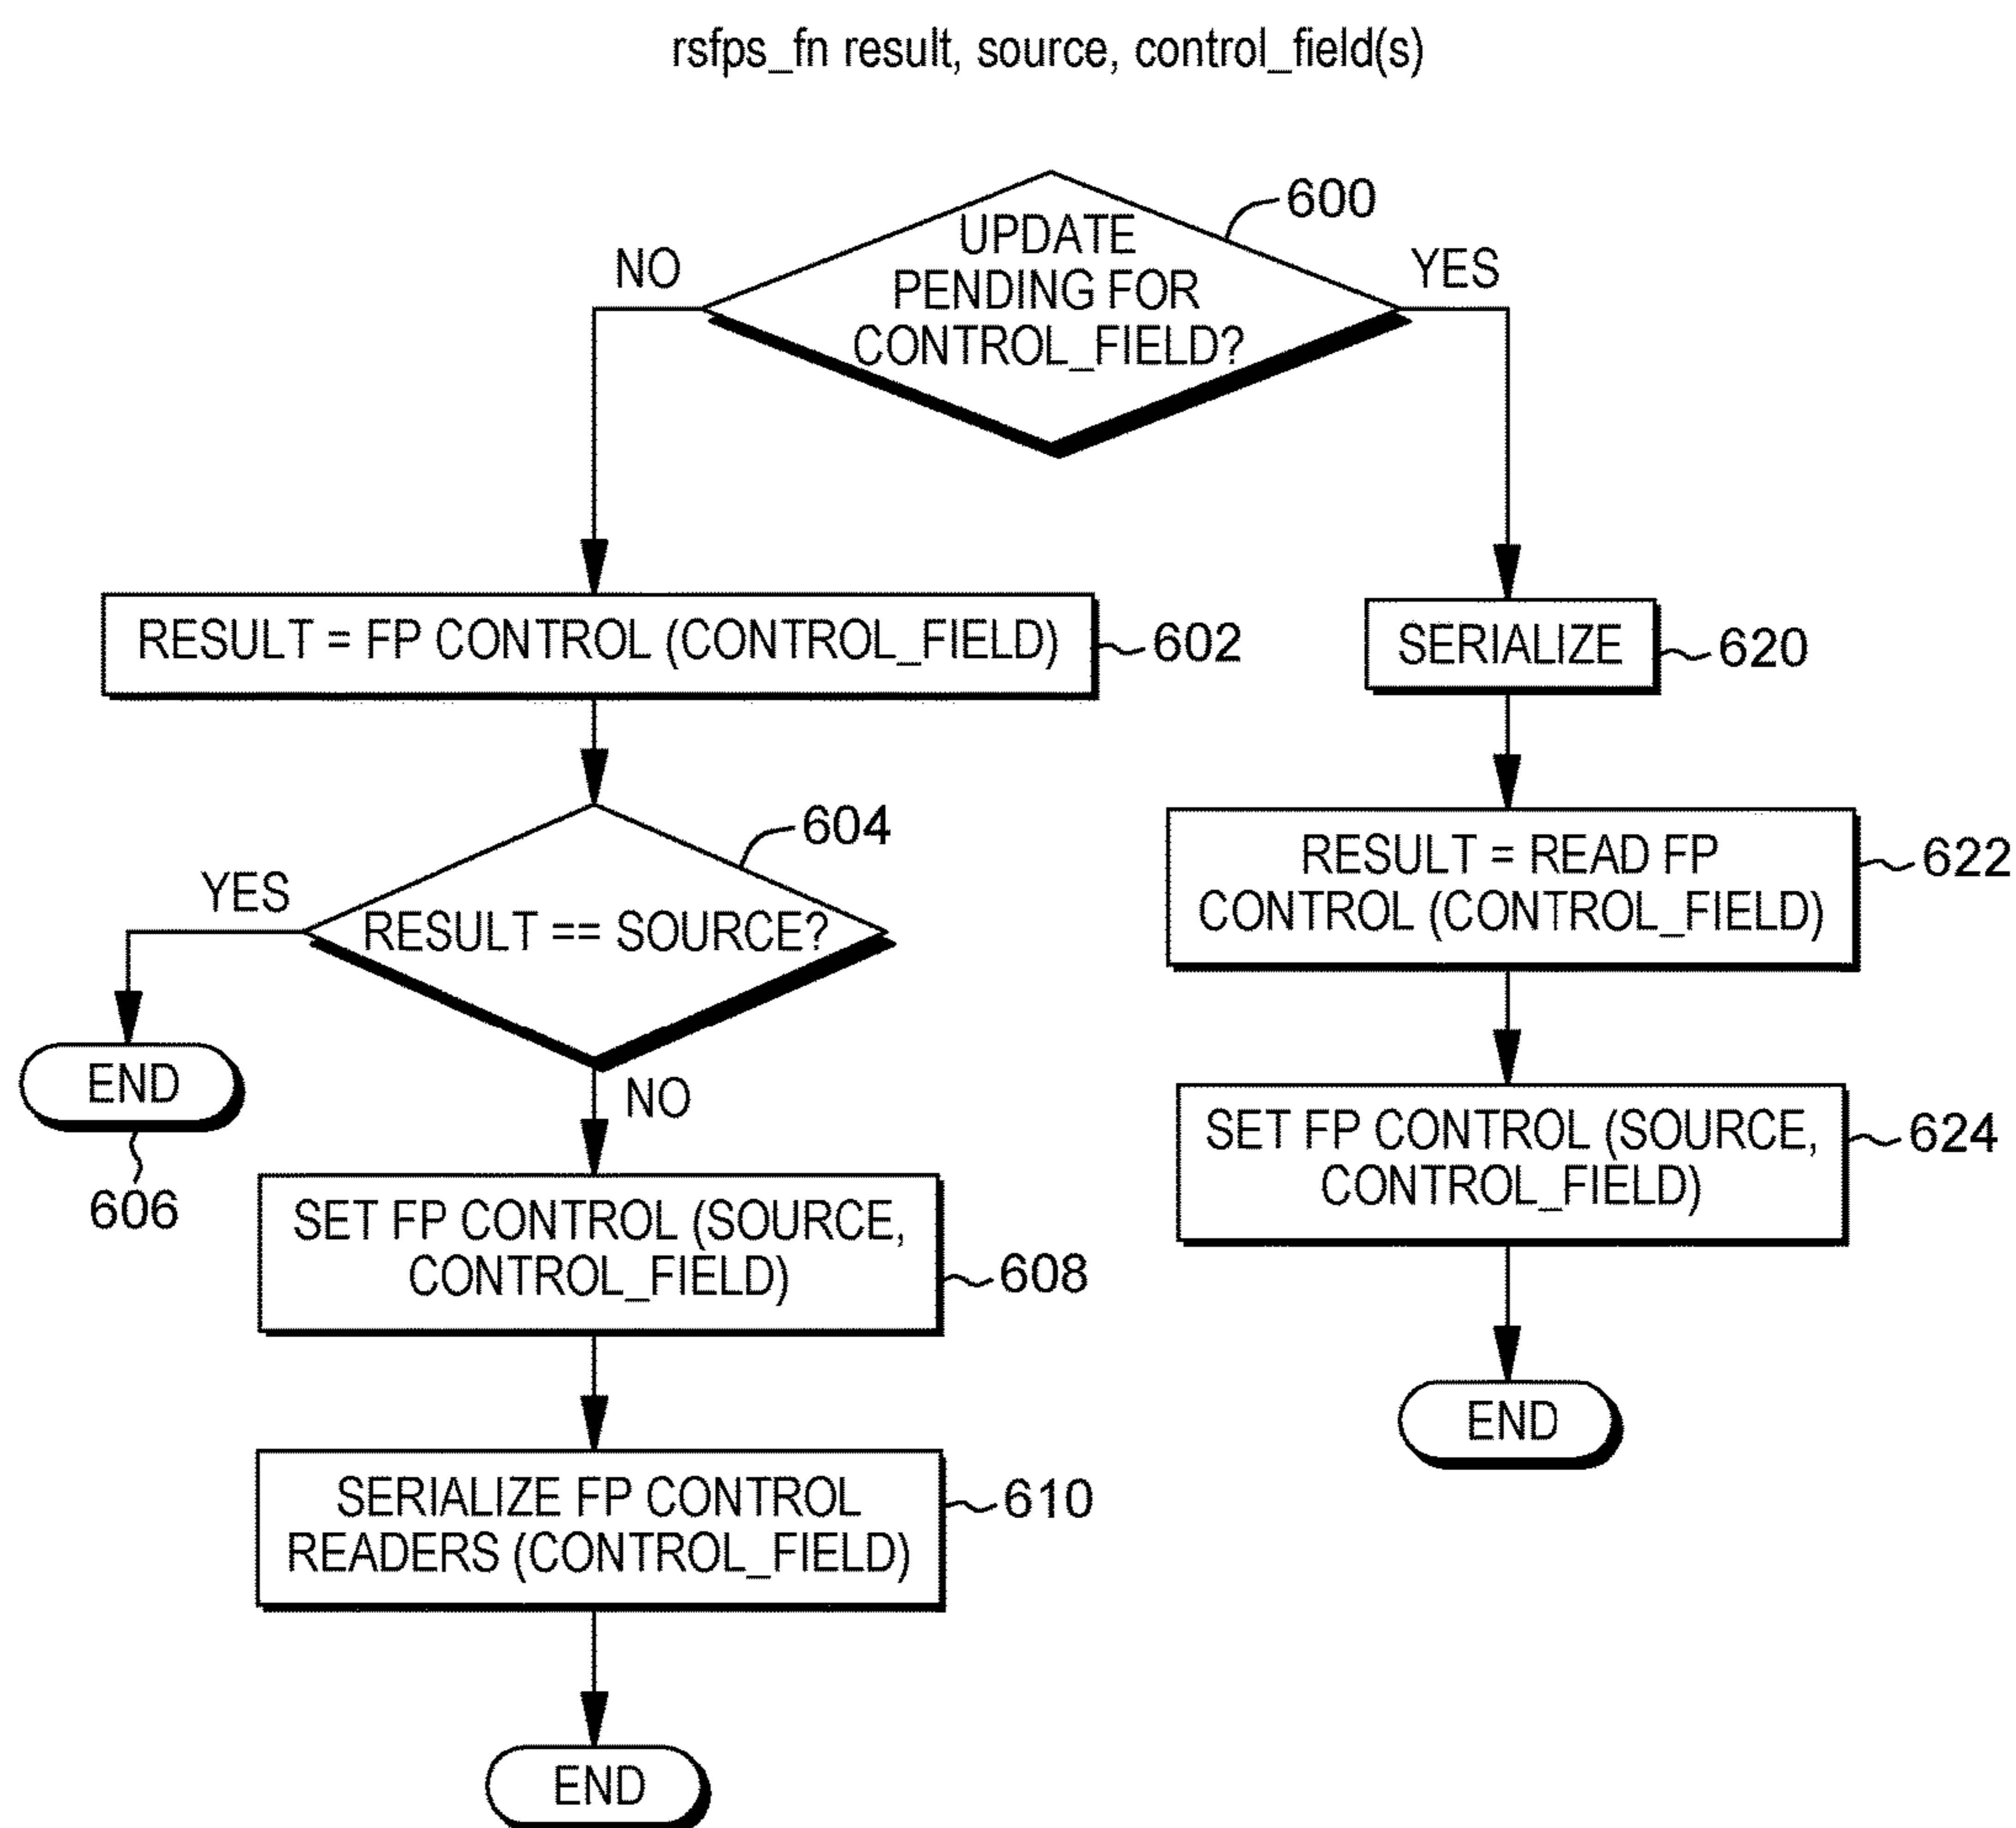 rsfps_fn result, source, control_field(s)
600
UPDATE
PENDING FOR
CONTROL_FIELD?
NO
YES
RESULT = FP CONTROL (CONTROL_FIELD)
602
SERIALIZE
620
604
RESULT == SOURCE?
YES
RESULT = READ FP
CONTROL (CONTROL_FIELD)
622
END
606
NO
SET FP CONTROL (SOURCE,
CONTROL_FIELD)
624
SET FP CONTROL (SOURCE,
CONTROL_FIELD)
608
END
SERIALIZE FP CONTROL
READERS (CONTROL_FIELD)
610
END